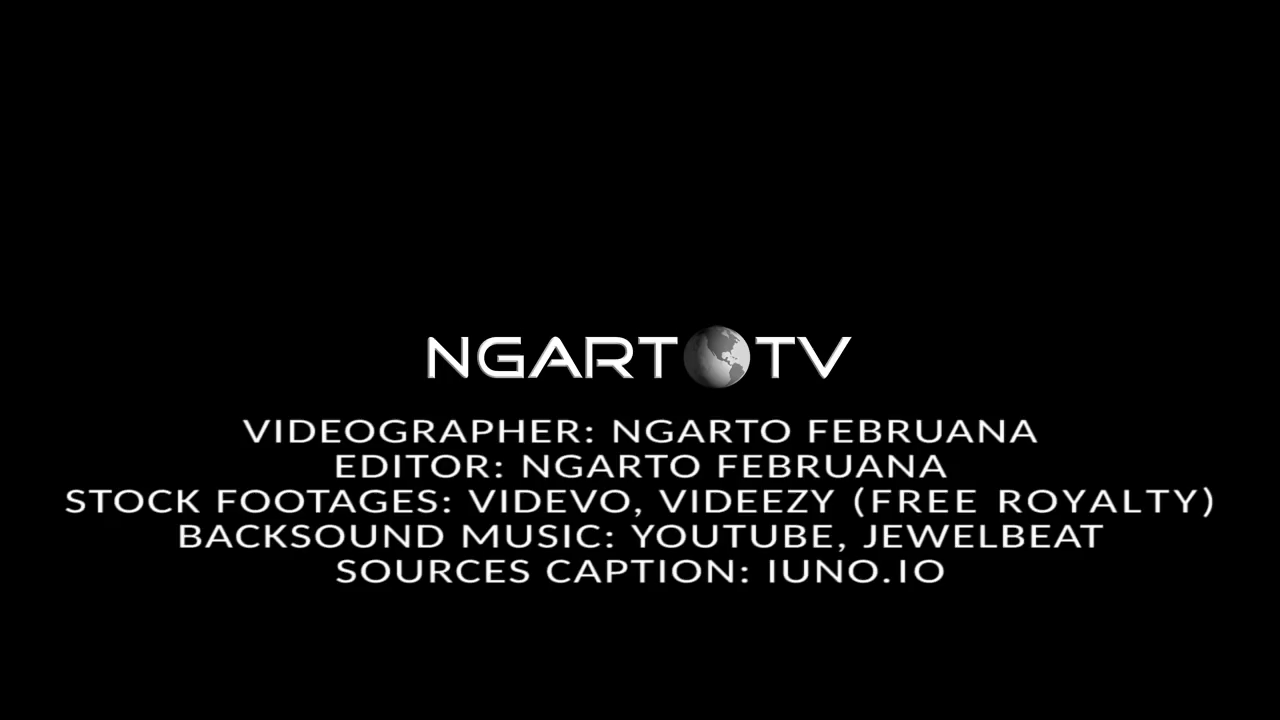 NGART TV
VIDEOGRAPHER: NGARTO FEBRUANA
EDITOR: NGARTO FEBRUANA
STOCK FOOTAGES: VIDEVO, VIDEEZY (FREE ROYALTY)
BACKSOUND MUSIC: YOUTUBE, JEWELBEAT
SOURCES CAPTION: IUNO.IO